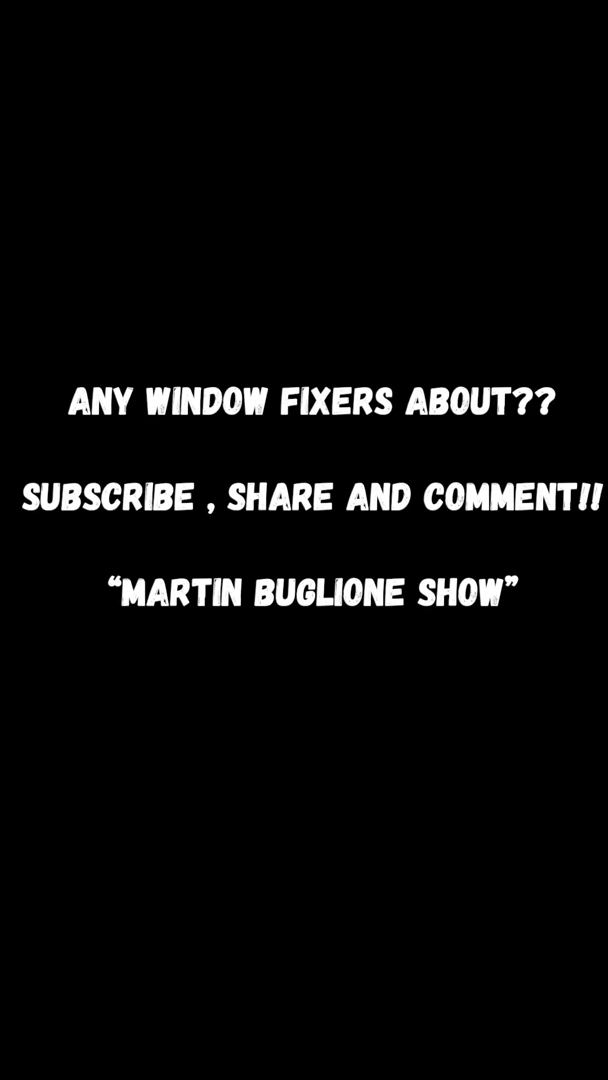 ANY WINDOW FIXERS ABOUT??
SUBSCRIBE , SHARE AND COMMENT!!
“MARTIN BUGLIONE SHOW”